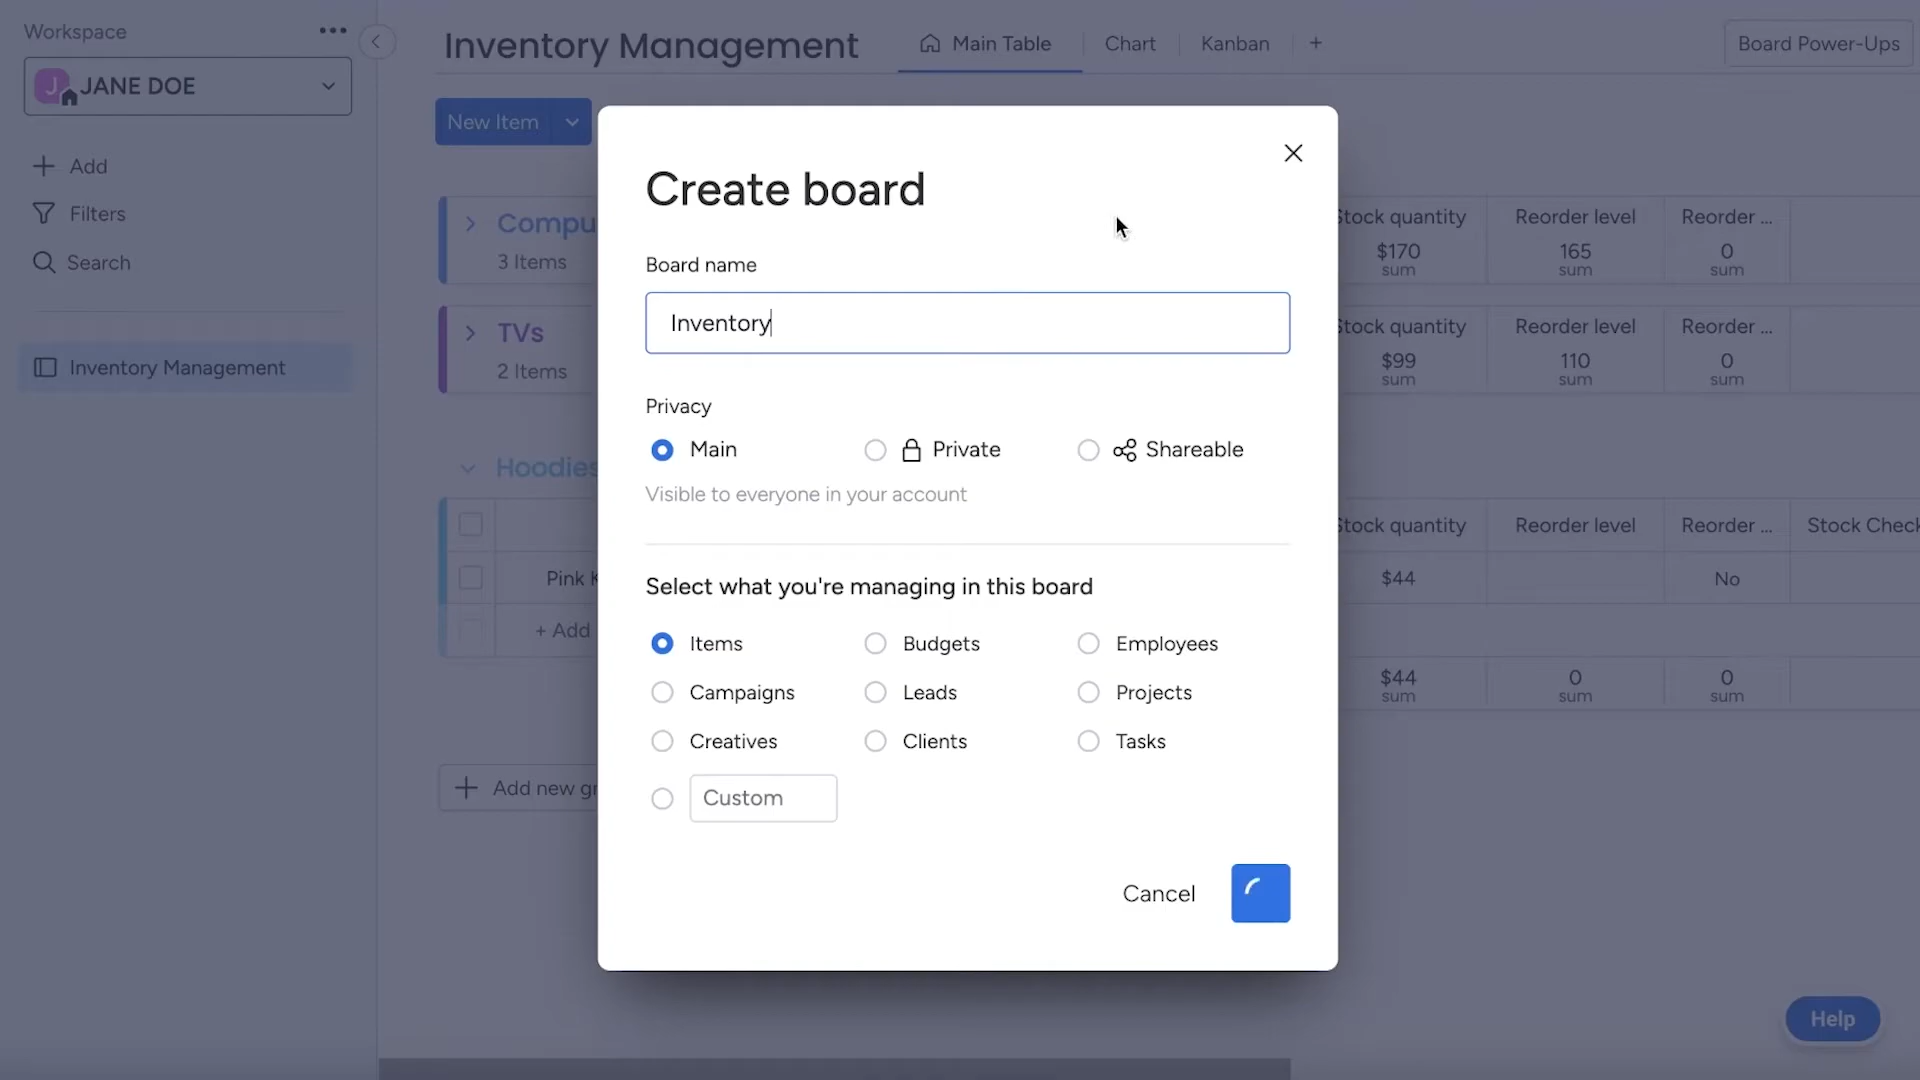 Workspace
J
JANE DOE
Add
Filters
Search
Inventory Management
Inventory Management
Main Table
Chart
Kanban
+
Board Power-Ups
New Item
3 Items
TVs
2 Items
Stock quantity
Reorder level
Reorder ...
$170
165
0
sum
sum
sum
Stock quantity
Reorder level
Reorder ...
$99
110
0
sum
sum
sum
Hoodies
Stock quantity
Reorder level
Reorder ...
Stock Check
Pink
$44
No
+ Add
$44
0
0
sum
sum
sum
Add new
Create board
Board name
Inventory
Privacy
Main
Private
Shareable
Visible to everyone in your account
Select what you're managing in this board
Items
Budgets
Employees
Campaigns
Leads
Projects
Creatives
Clients
Tasks
Custom
Cancel
Help